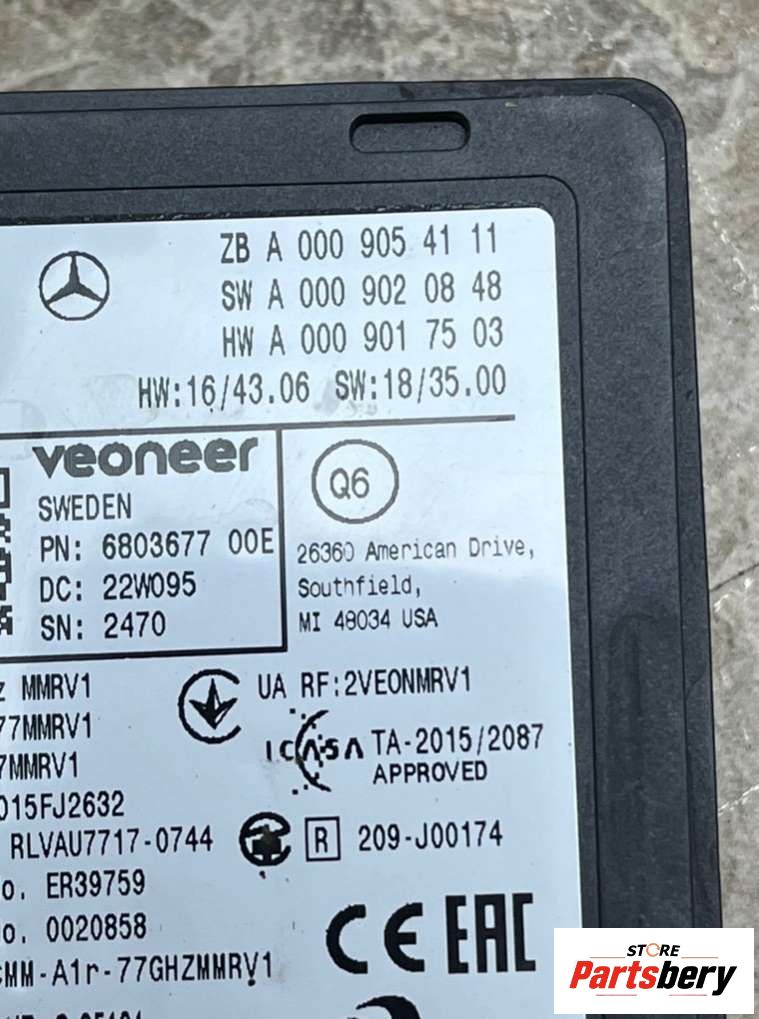 ZB A 000 905 41 11
SW A 000 902 08 48
HW A 000 901 75 03
HW:16/43.06 SW:18/35.00
veoneer
SWEDEN
PN: 6803677 00E
DC: 22W095
SN: 2470
Q6
26360 American Drive,
Southfield,
MI 48034 USA
z MMRV1
77MMRV1
7MMRV1
UA RF:2VEONMRV1
ICASA TA-2015/2087
APPROVED
015FJ2632
RLVAU7717-0744
R 209-J00174
o. ER39759
o. 0020858
CMM-A1r-77GHZMMRV1
CE EAC
STORE
Partsbery